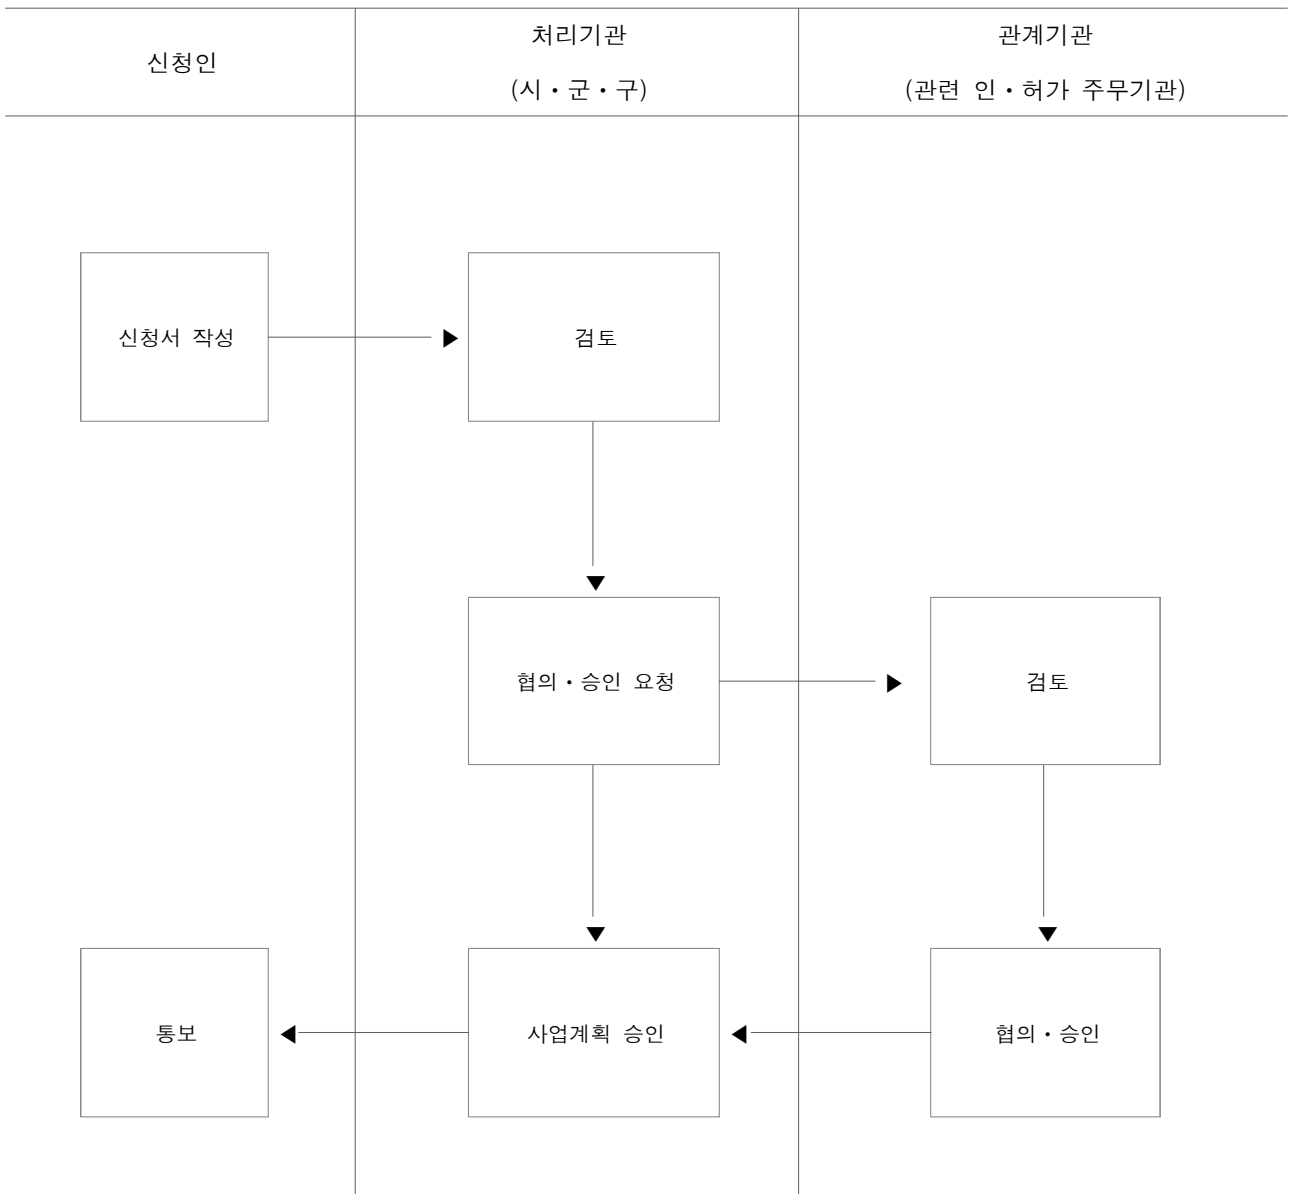 신청인
처리기관
(시・군・구)
관계기관
(관련 인・허가 주무기관)
신청서 작성
검토
협의・승인 요청
검토
통보
사업계획 승인
협의・승인